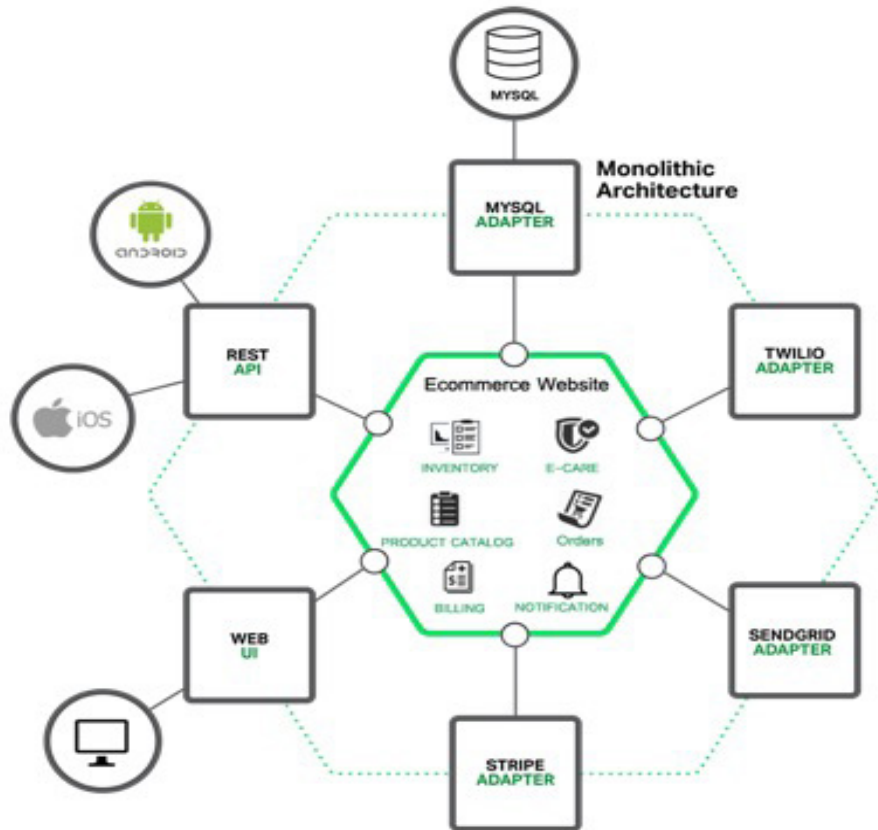 MYSQL
Monolithic
Architecture
MYSQL
ADAPTER
android
REST
API
TWILIO
ADAPTER
iOS
Ecommerce Website
INVENTORY
E-CARE
PRODUCT CATALOG
Orders
BILLING
NOTIFICATION
WEB
UI
SENDGRID
ADAPTER
STRIPE
ADAPTER